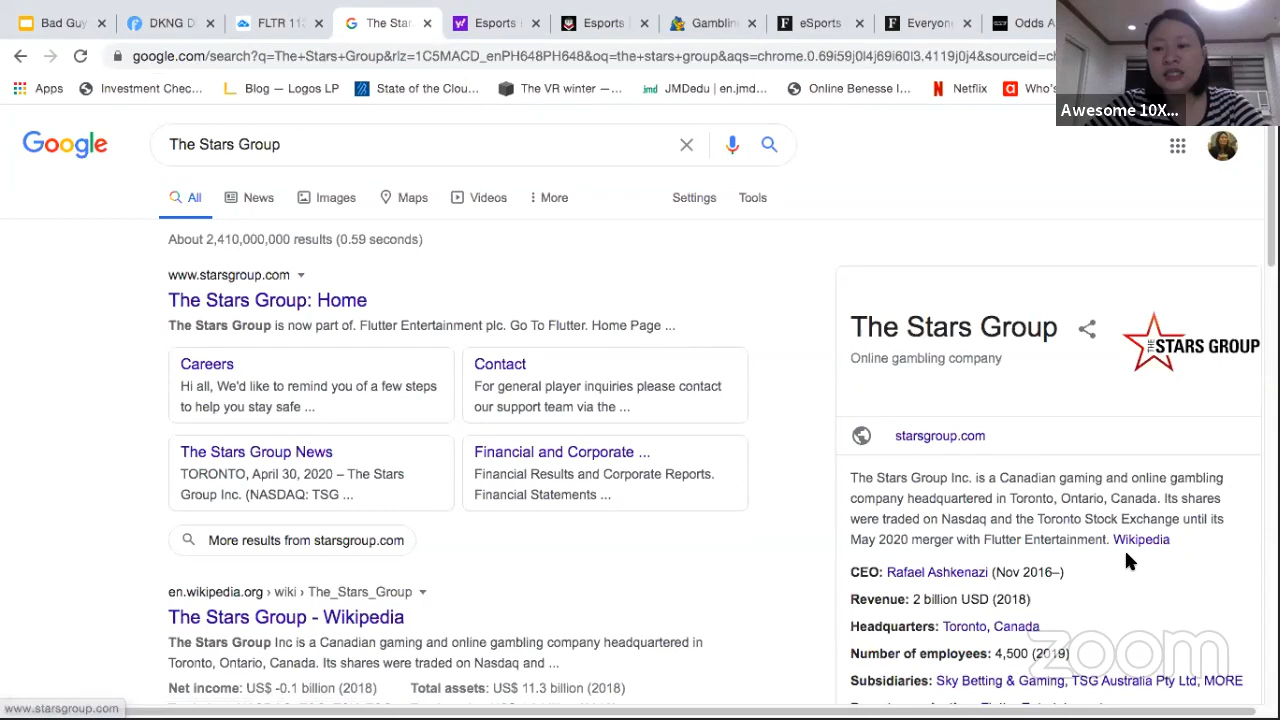 Bad Guy
DKNG D
FLTR 11
The Star
Esports
Esports
Gamblin
eSports
Everyone
Odds A
google.com/search?q=The+Stars+Group&rlz=1C5MACD_enPH648PH648&oq=the+stars+group&aqs=chrome.0.69i59j0l4j69i60l3.4119j0j4&sourceid=ch
Apps
Investment Chec...
Blog — Logos LP
State of the Clou...
The VR winter —...
jmd JMDedu | en.jmd...
Online Benesse I...
Netflix
Who's
Awesome 10X...
Google
The Stars Group
All
News
Images
Maps
Videos
More
Settings
Tools
About 2,410,000,000 results (0.59 seconds)
www.starsgroup.com
The Stars Group: Home
The Stars Group is now part of. Flutter Entertainment plc. Go To Flutter. Home Page ...
Careers
Hi all, We'd like to remind you of a few steps
to help you stay safe ...
Contact
For general player inquiries please contact
our support team via the ...
The Stars Group News
TORONTO, April 30, 2020 – The Stars
Group Inc. (NASDAQ: TSG ...
Financial and Corporate ...
Financial Results and Corporate Reports.
Financial Statements ...
More results from starsgroup.com
en.wikipedia.org › wiki › The_Stars_Group
The Stars Group - Wikipedia
The Stars Group Inc is a Canadian gaming and online gambling company headquartered in
Toronto, Ontario, Canada. Its shares were traded on Nasdaq and ...
Net income: US$ -0.1 billion (2018)
Total assets: US$ 11.3 billion (2018)
The Stars Group
Online gambling company
THE STARS GROUP
starsgroup.com
The Stars Group Inc. is a Canadian gaming and online gambling
company headquartered in Toronto, Ontario, Canada. Its shares
were traded on Nasdaq and the Toronto Stock Exchange until its
May 2020 merger with Flutter Entertainment. Wikipedia
CEO: Rafael Ashkenazi (Nov 2016–)
Revenue: 2 billion USD (2018)
Headquarters: Toronto, Canada
Number of employees: 4,500 (2019)
Subsidiaries: Sky Betting & Gaming, TSG Australia Pty Ltd, MORE
zoom
www.starsgroup.com